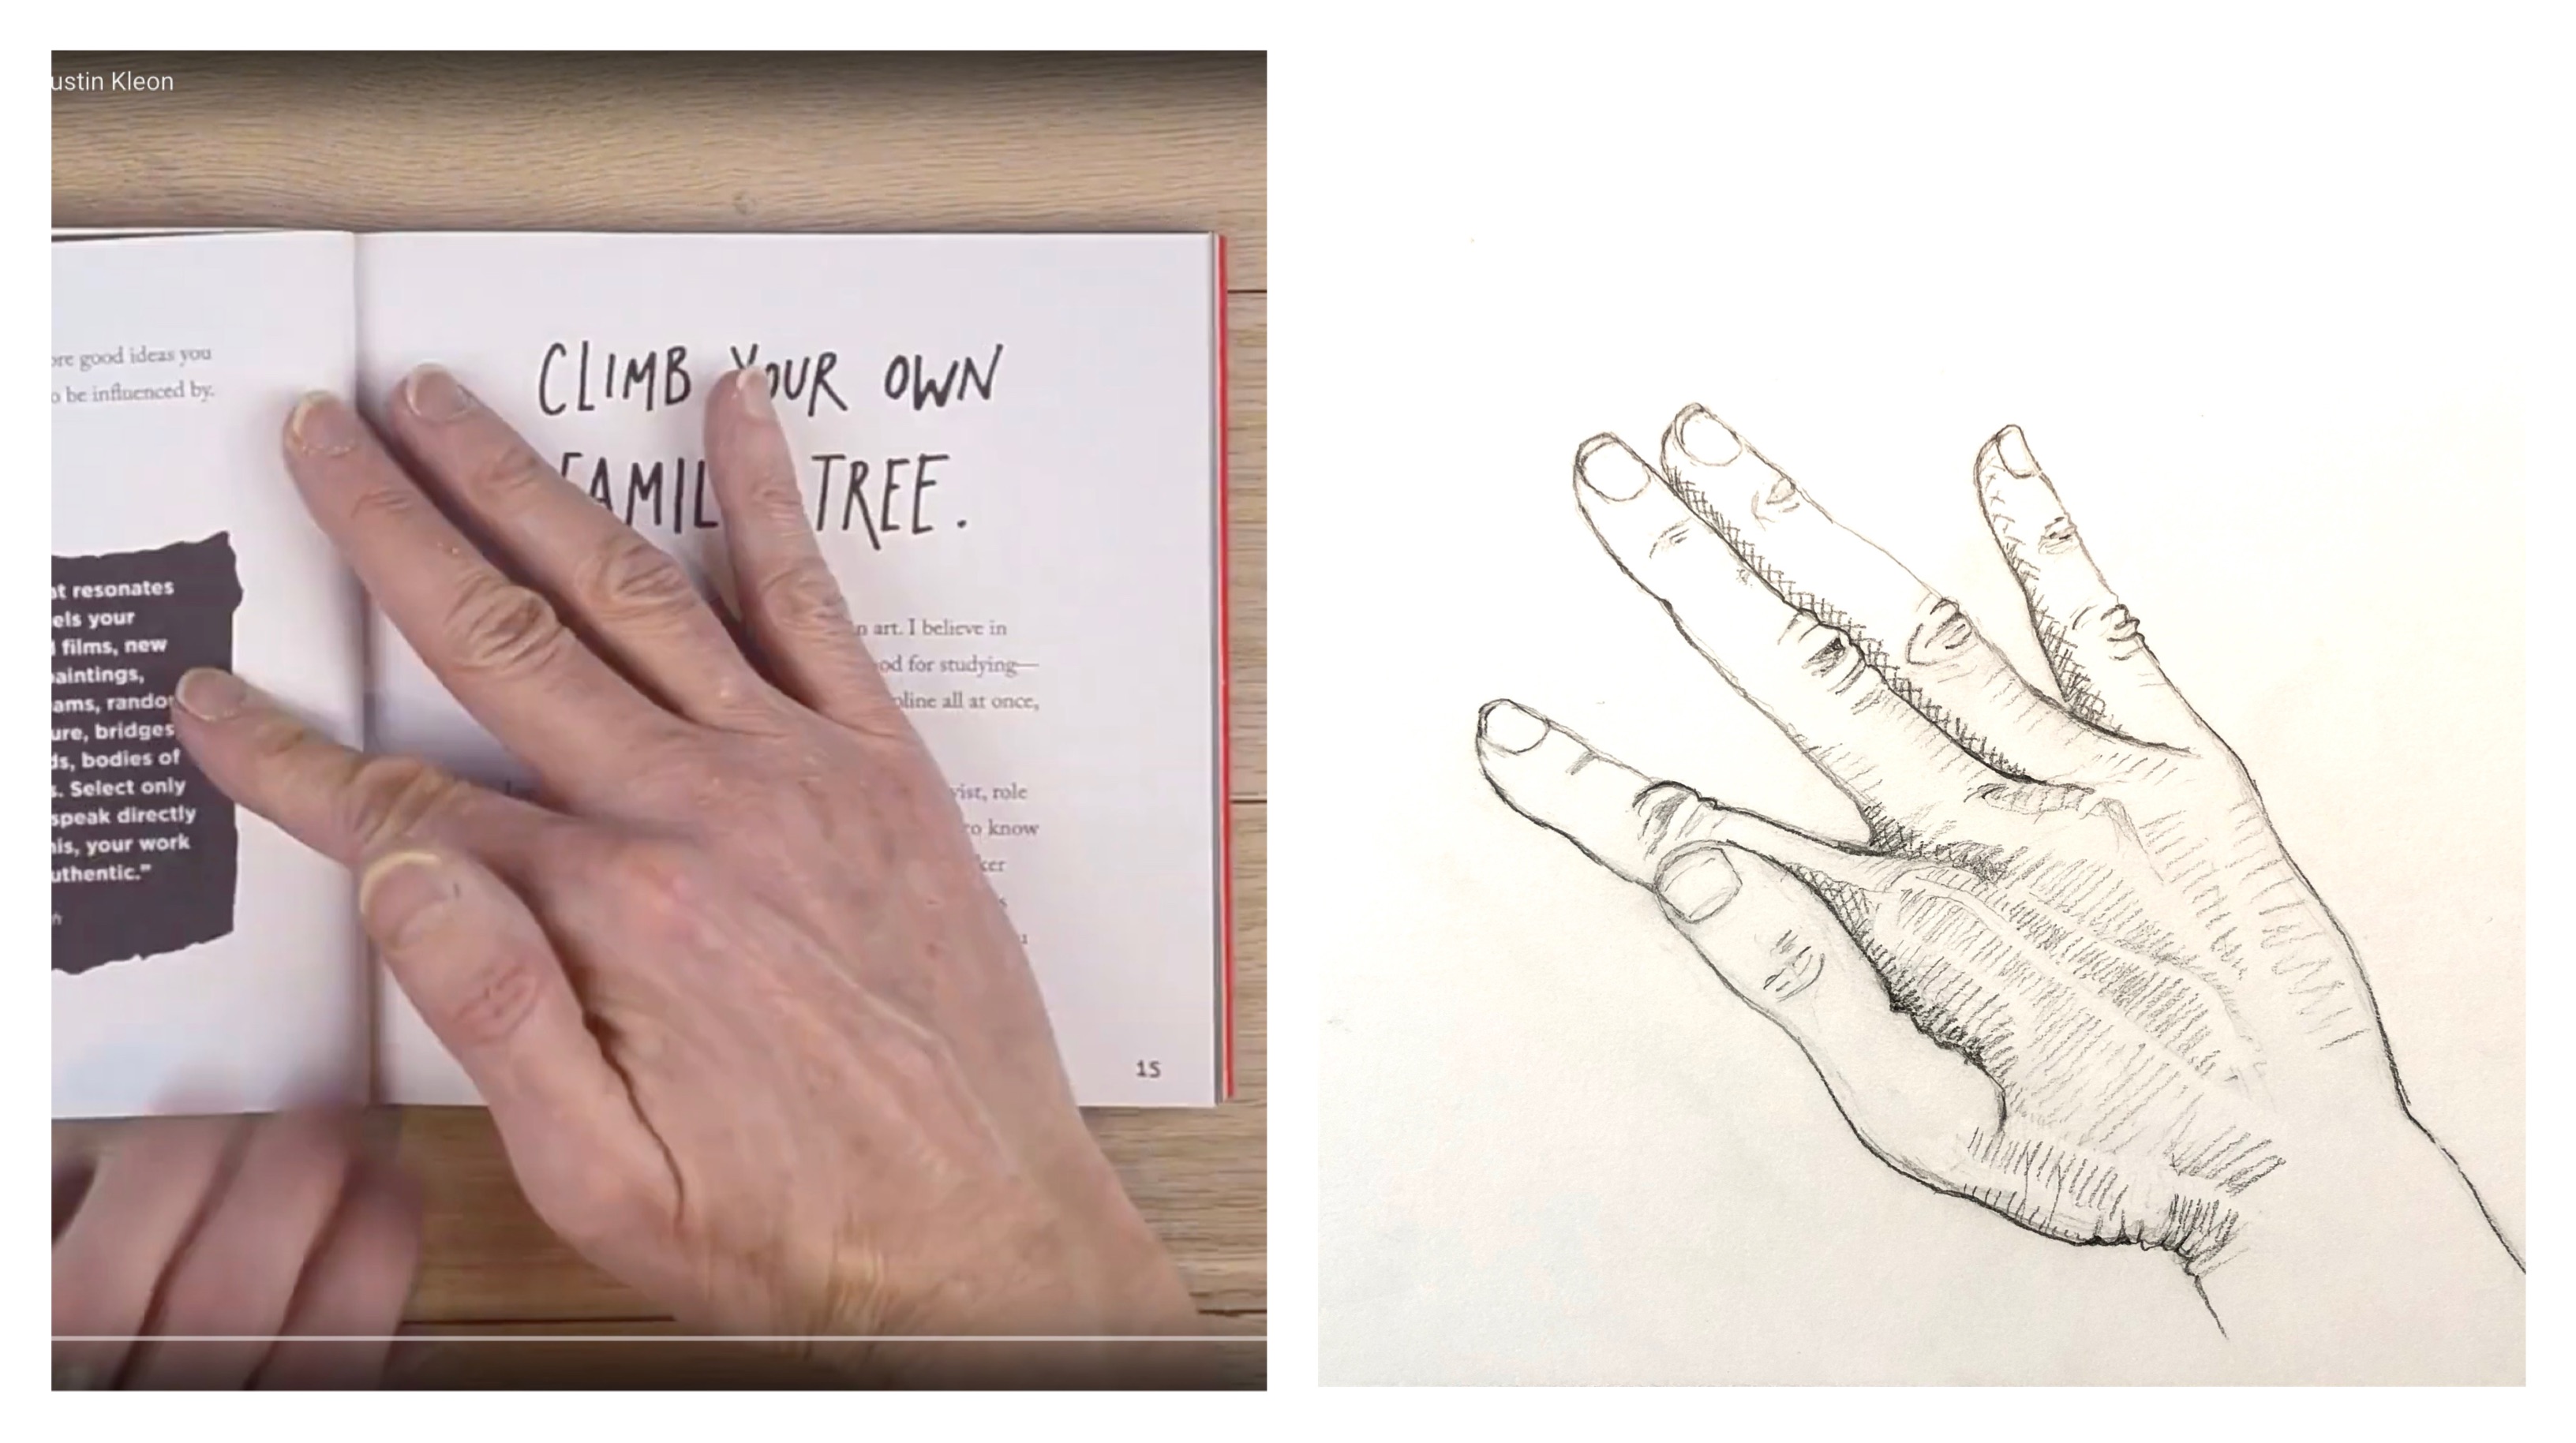 ustin Kleon
ore good ideas you
o be influenced by.
CLIMB YOUR OWN
FAMIL TREE.
at resonates
els your
films, new
aintings,
ams, rando
ure, bridges
ds, bodies of
s. Select only
speak directly
his, your work
uthentic."
n art. I believe in
od for studying—
pline all at once,
vist, role
to know
ker
s
u
15